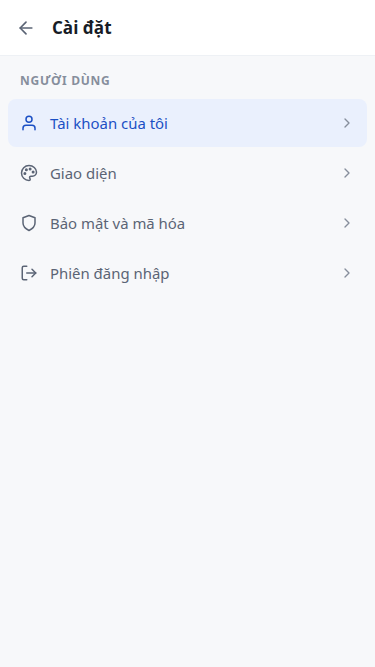 Cài đặt
NGƯỜI DÙNG
Tài khoản của tôi
Giao diện
Bảo mật và mã hóa
Phiên đăng nhập